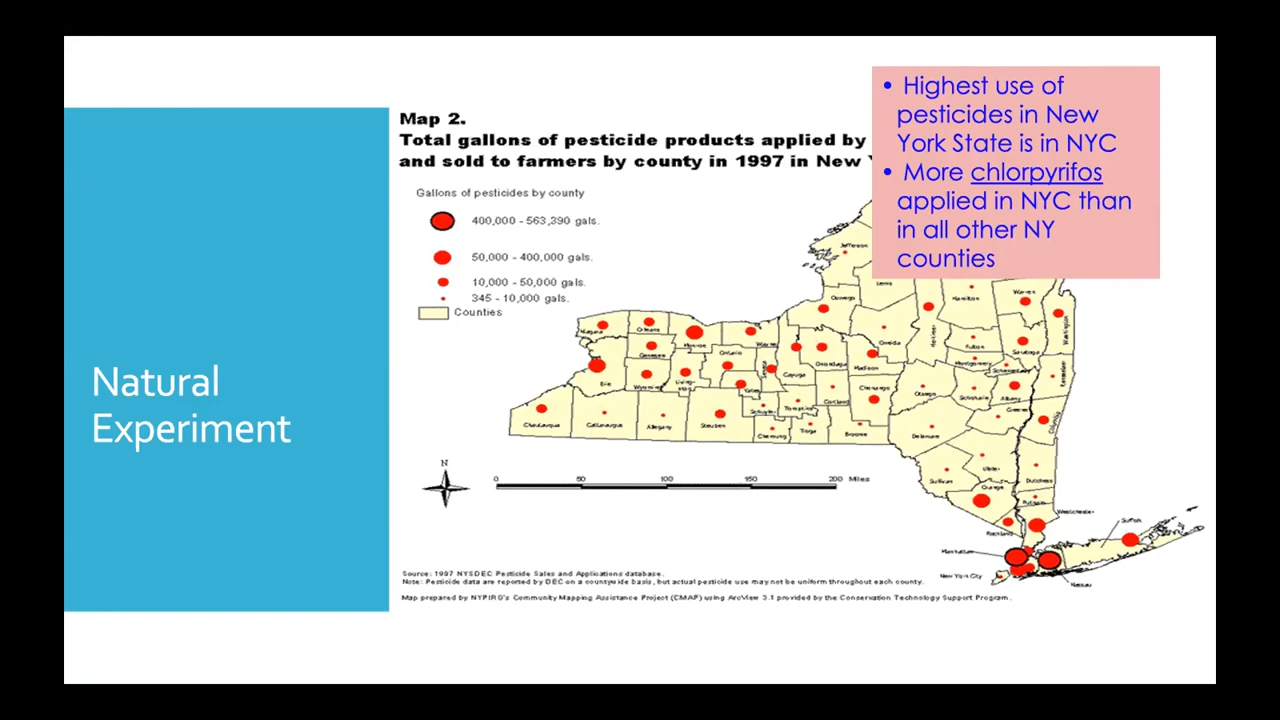 Natural
Experiment
Map 2.
Total gallons of pesticide products applied by
and sold to farmers by county in 1997 in New Y
Gallons of pesticides by county
400,000 - 563,390 gals.
50,000 - 400,000 gals.
10,000 - 50,000 gals.
345 - 10,000 gals.
Counties
• Highest use of
pesticides in New
York State is in NYC
• More chlorpyrifos
applied in NYC than
in all other NY
counties
Jefferson
Lewis
Oswego
Hamilton
Warren
Washington
Herkimer
Niagara
Orleans
Monroe
Wayne
Oneida
Fulton
Saratoga
Genesee
Ontario
Seneca
Cayuga
Onondaga
Madison
Montgomery
Schenectady
Rensselaer
Erie
Wyoming
Living-
ston
Yates
Cortland
Chenango
Otsego
Schoharie
Albany
Greene
Columbia
Chautauqua
Cattaraugus
Allegany
Steuben
Schuyler
Tompkins
Chemung
Tioga
Broome
Delaware
Ulster
Sullivan
Orange
Dutchess
Putnam
Westchester
Rockland
Suffolk
Manhattan
New York City
Nassau
N
0 50 100 150 200 Miles
Source: 1997 NYSDEC Pesticide Sales and Applications database.
Note: Pesticide data are reported by DEC on a countywide basis, but actual pesticide use may not be uniform throughout each county.
Map prepared by NYPIRG's Community Mapping Assistance Project (CMAP) using ArcView 3.1 provided by the Conservation Technology Support Program.